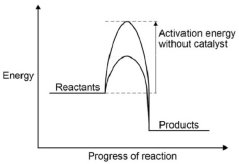 Activation energy
without catalyst
Energy
Reactants
Products
Progress of reaction